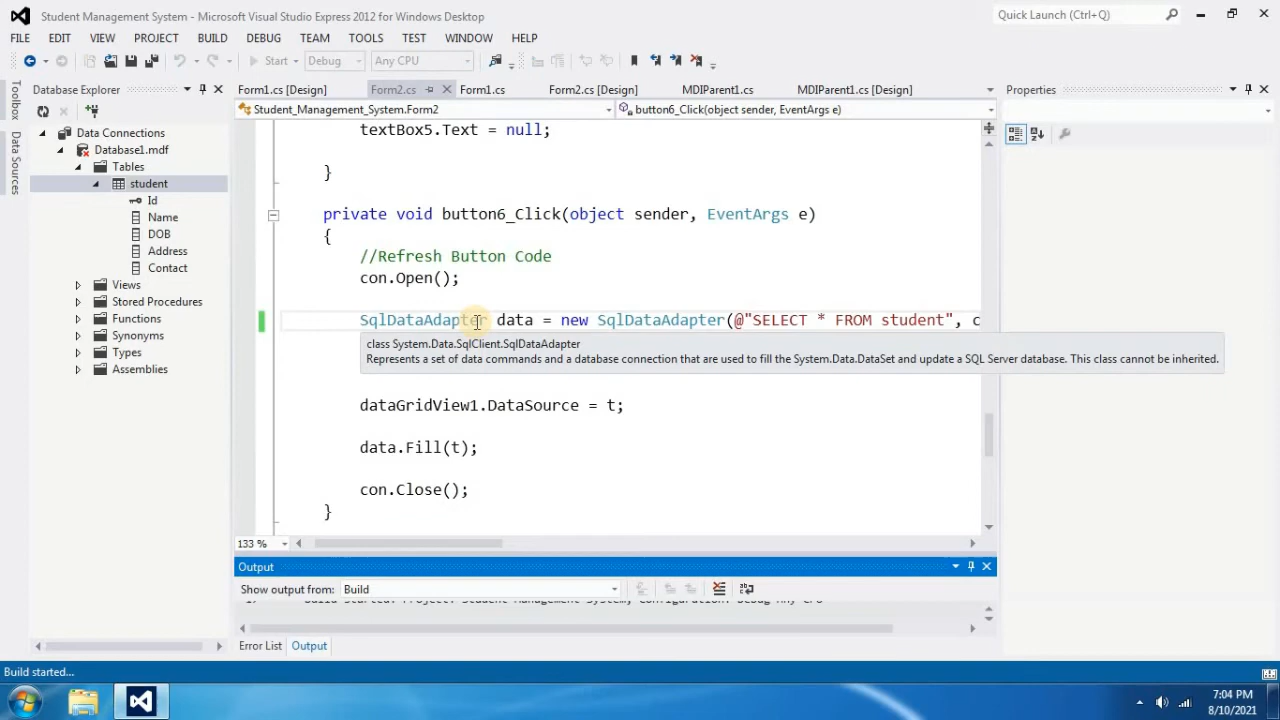 Student Management System - Microsoft Visual Studio Express 2012 for Windows Desktop
Quick Launch (Ctrl+Q)
FILE EDIT VIEW PROJECT BUILD DEBUG TEAM TOOLS TEST WINDOW HELP
Start Debug Any CPU
Toolbox
Data Sources
Database Explorer
Data Connections
Database1.mdf
Tables
student
Id
Name
DOB
Address
Contact
Views
Stored Procedures
Functions
Synonyms
Types
Assemblies
Form1.cs [Design] Form2.cs Form1.cs Form2.cs [Design] MDIParent1.cs MDIParent1.cs [Design]
Student_Management_System.Form2 button6_Click(object sender, EventArgs e)
textBox5.Text = null;
}
private void button6_Click(object sender, EventArgs e)
{
//Refresh Button Code
con.Open();
SqlDataAdapter data = new SqlDataAdapter(@"SELECT * FROM student", c
class System.Data.SqlClient.SqlDataAdapter
Represents a set of data commands and a database connection that are used to fill the System.Data.DataSet and update a SQL Server database. This class cannot be inherited.
dataGridView1.DataSource = t;
data.Fill(t);
con.Close();
}
133 %
Output
Show output from: Build
Error List Output
Properties
Build started...
7:04 PM
8/10/2021